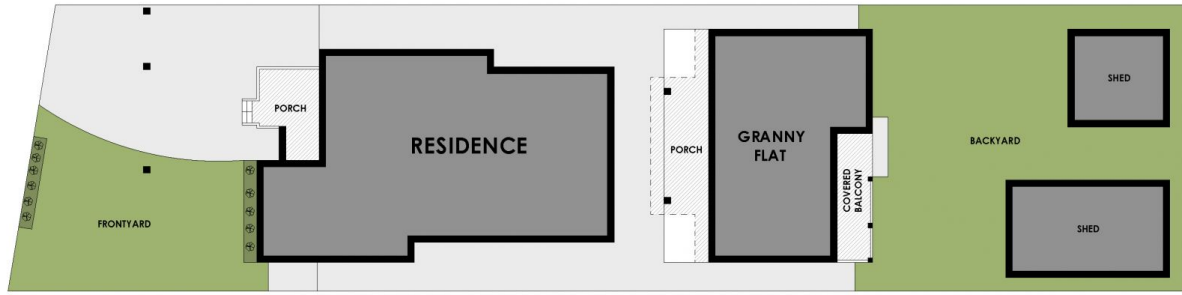 PORCH
RESIDENCE
FRONTYARD
PORCH
GRANNY
FLAT
COVERED
BALCONY
BACKYARD
SHED
SHED